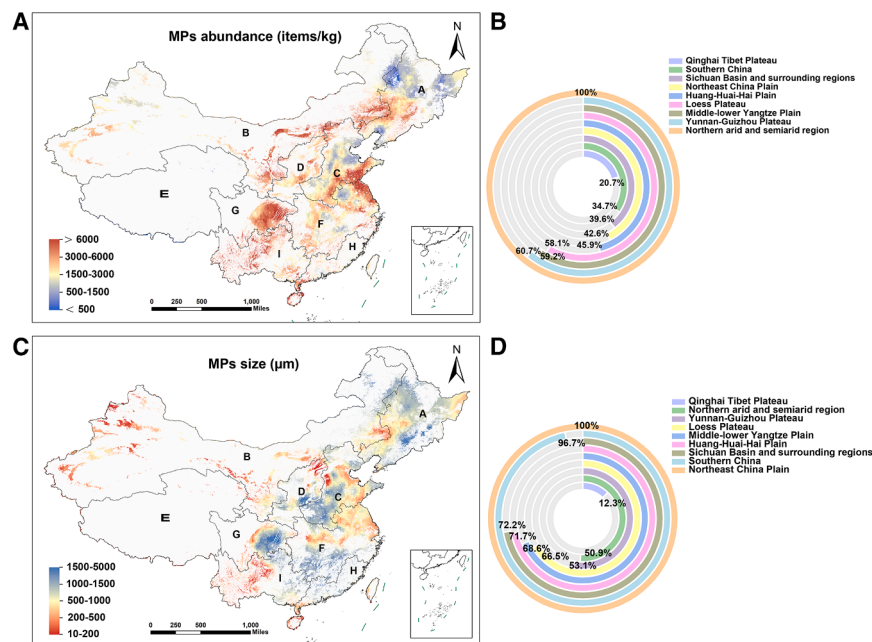 A
MPs abundance (items/kg)
N
A
B
D
C
E
G
F
H
I
> 6000
3000-6000
1500-3000
500-1500
< 500
0 250 500 1,000
Miles
B
Qinghai Tibet Plateau
Southern China
Sichuan Basin and surrounding regions
Northeast China Plain
Huang-Huai-Hai Plain
Loess Plateau
Middle-lower Yangtze Plain
Yunnan-Guizhou Plateau
Northern arid and semiarid region
100%
20.7%
34.7%
39.6%
42.6%
58.1% 45.9%
60.7% 59.2%
C
MPs size (μm)
N
A
B
D
C
E
G
F
H
I
1500-5000
1000-1500
500-1000
200-500
10-200
0 250 500 1,000
Miles
D
Qinghai Tibet Plateau
Northern arid and semiarid region
Yunnan-Guizhou Plateau
Loess Plateau
Middle-lower Yangtze Plain
Huang-Huai-Hai Plain
Sichuan Basin and surrounding regions
Southern China
Northeast China Plain
100%
96.7%
12.3%
72.2%
71.7%
68.6% 50.9%
66.5%
53.1%